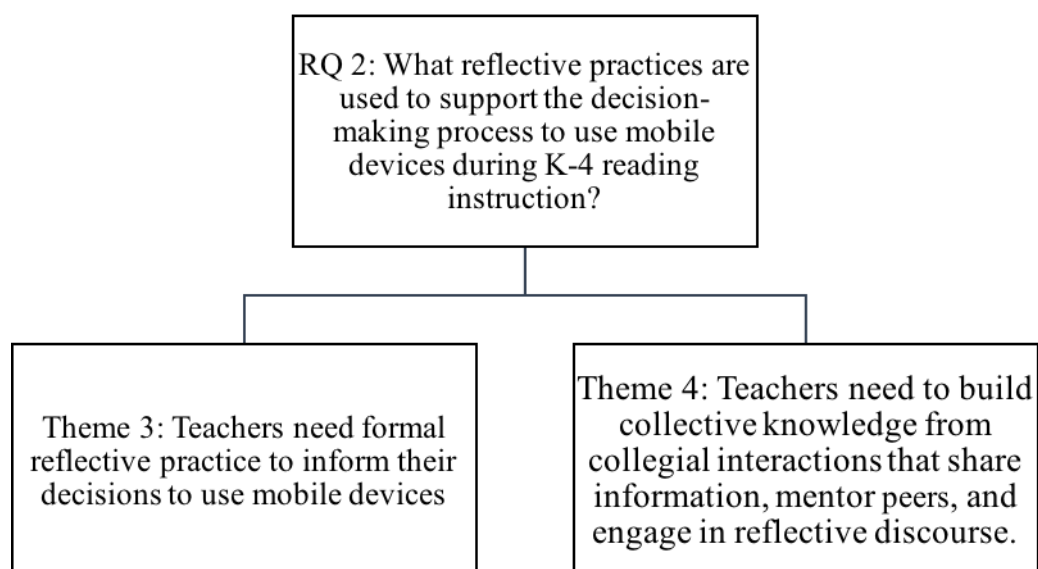 RQ 2: What reflective practices are
used to support the decision-
making process to use mobile
devices during K-4 reading
instruction?
Theme 3: Teachers need formal
reflective practice to inform their
decisions to use mobile devices
Theme 4: Teachers need to build
collective knowledge from
collegial interactions that share
information, mentor peers, and
engage in reflective discourse.